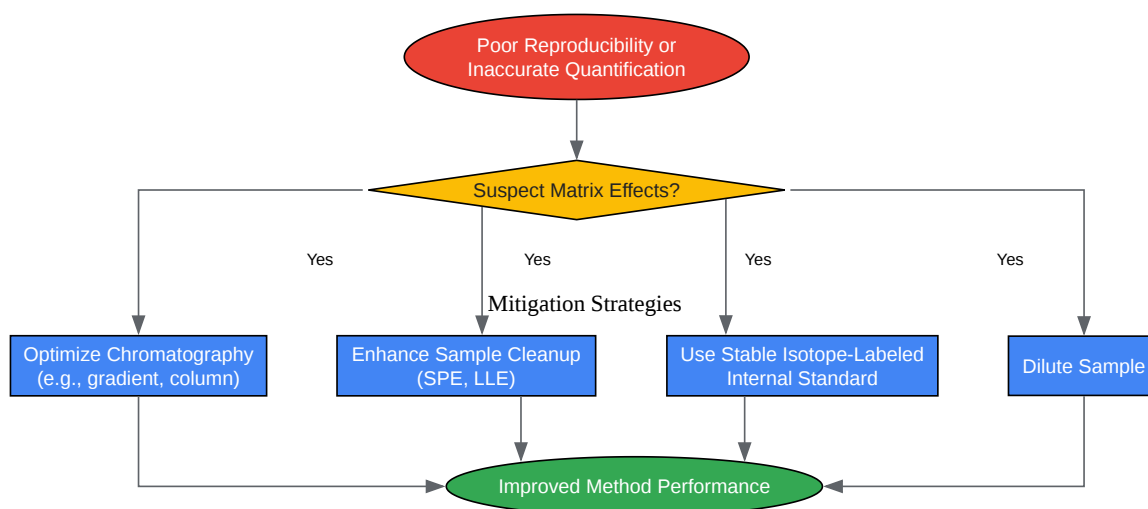 Poor Reproducibility or
Inaccurate Quantification
Suspect Matrix Effects?
Yes
Yes
Yes
Yes
Mitigation Strategies
Optimize Chromatography
(e.g., gradient, column)
Enhance Sample Cleanup
(SPE, LLE)
Use Stable Isotope-Labeled
Internal Standard
Dilute Sample
Improved Method Performance